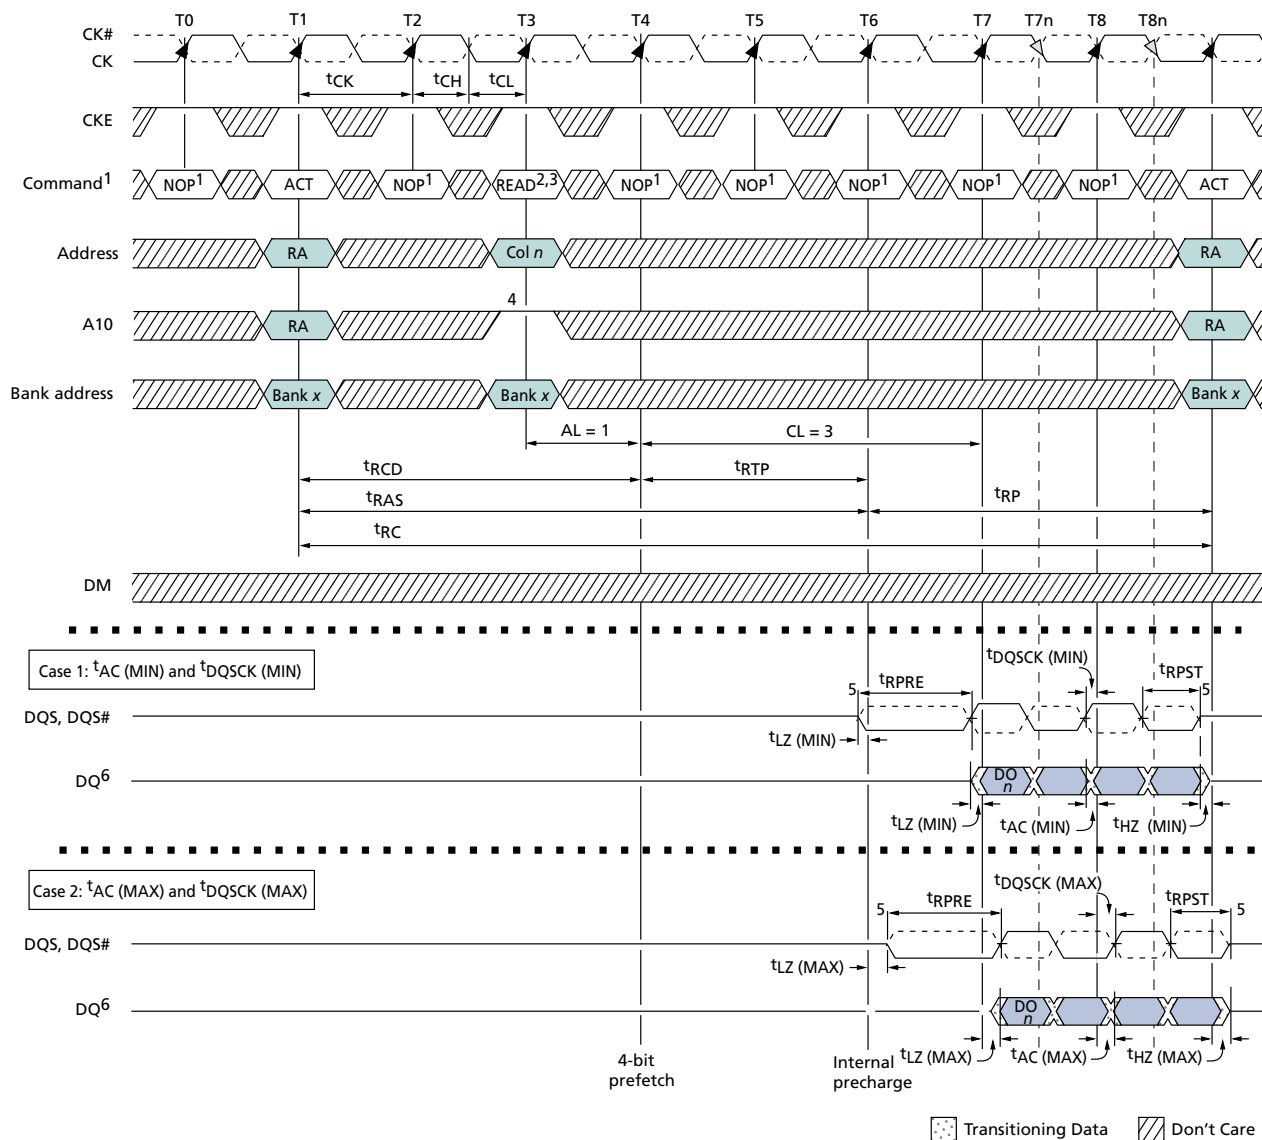 T0 T1 T2 T3 T4 T5 T6 T7 T7n T8 T8n
CK#
CK
tCK tCH tCL
CKE
Command1 NOP1 ACT NOP1 READ2,3 NOP1 NOP1 NOP1 NOP1 NOP1 ACT
Address RA Col n RA
4
A10 RA RA
Bank address Bank x Bank x Bank x
AL = 1 CL = 3
tRCD tRTP
tRAS tRP
tRC
DM
Case 1: tAC (MIN) and tDQSCK (MIN)
tDQSCK (MIN)
5 tRPRE tRPST 5
DQS, DQS#
tLZ (MIN)
DQ6 DO n
tLZ (MIN) tAC (MIN) tHZ (MIN)
Case 2: tAC (MAX) and tDQSCK (MAX)
tDQSCK (MAX)
5 tRPRE tRPST 5
DQS, DQS#
tLZ (MAX)
DQ6 DO n
tLZ (MAX) tAC (MAX) tHZ (MAX)
4-bit
prefetch
Internal
precharge
Transitioning Data Don't Care